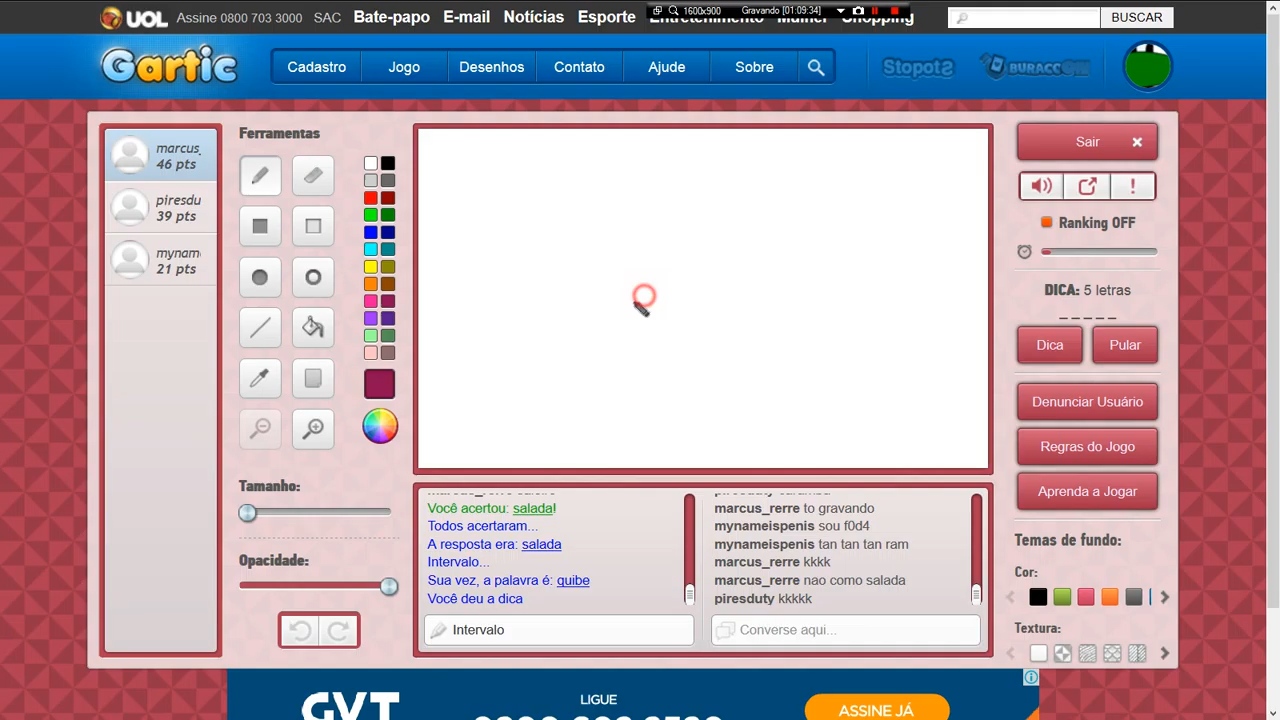 UOL Assine 0800 703 3000 SAC Bate-papo E-mail Notícias Esporte Entretenimento Mulher Shopping BUSCAR
1600x900 Gravando [01:09:34]
Gartic Cadastro Jogo Desenhos Contato Ajude Sobre Stopots
marcus_
46 pts
piresdu
39 pts
mynam
21 pts
Ferramentas
Tamanho:
Opacidade:
Sair
!
Ranking OFF
DICA: 5 letras
_ _ _ _ _
Dica Pular
Denunciar Usuário
Regras do Jogo
Aprenda a Jogar
Temas de fundo:
Cor:
Textura:
Você acertou: salada!
Todos acertaram...
A resposta era: salada
Intervalo...
Sua vez, a palavra é: quibe
Você deu a dica
Intervalo
marcus_rerre to gravando
mynameispenis sou f0d4
mynameispenis tan tan tan ram
marcus_rerre kkkk
marcus_rerre nao como salada
piresduty kkkkk
Converse aqui...
GVT
LIGUE
ASSINE JÁ